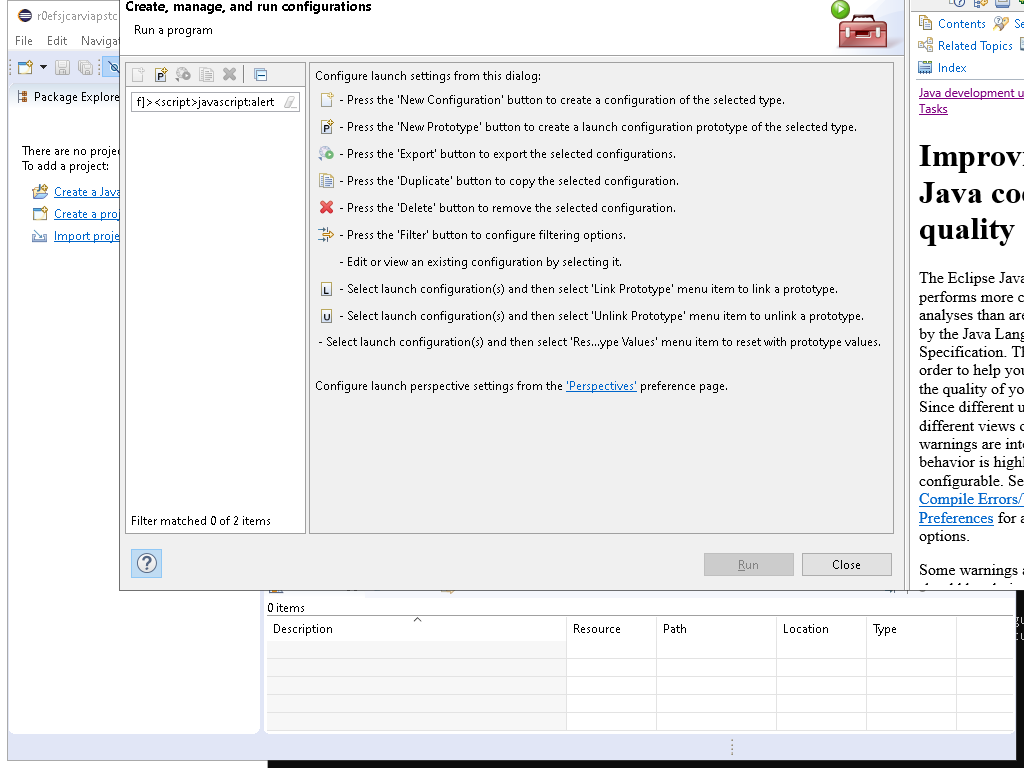 r0efsjcarviapstc
File Edit Naviga
Package Explore
There are no projec
To add a project:
Create a Java
Create a proj
Import proje
Create, manage, and run configurations
Run a program
f]><script>javascript:alert
Filter matched 0 of 2 items
Configure launch settings from this dialog:
- Press the 'New Configuration' button to create a configuration of the selected type.
- Press the 'New Prototype' button to create a launch configuration prototype of the selected type.
- Press the 'Export' button to export the selected configurations.
- Press the 'Duplicate' button to copy the selected configuration.
- Press the 'Delete' button to remove the selected configuration.
- Press the 'Filter' button to configure filtering options.
- Edit or view an existing configuration by selecting it.
L - Select launch configuration(s) and then select 'Link Prototype' menu item to link a prototype.
U - Select launch configuration(s) and then select 'Unlink Prototype' menu item to unlink a prototype.
- Select launch configuration(s) and then select 'Res...ype Values' menu item to reset with prototype values.
Configure launch perspective settings from the 'Perspectives' preference page.
Run Close
Contents Se
Related Topics
Index
Java development u
Tasks
Improvi
Java co
quality
The Eclipse Java
performs more c
analyses than are
by the Java Lang
Specification. Th
order to help you
the quality of yo
Since different u
different views o
warnings are inte
behavior is highl
configurable. Se
Compile Errors/
Preferences for a
options.
Some warnings a
0 items
Description Resource Path Location Type